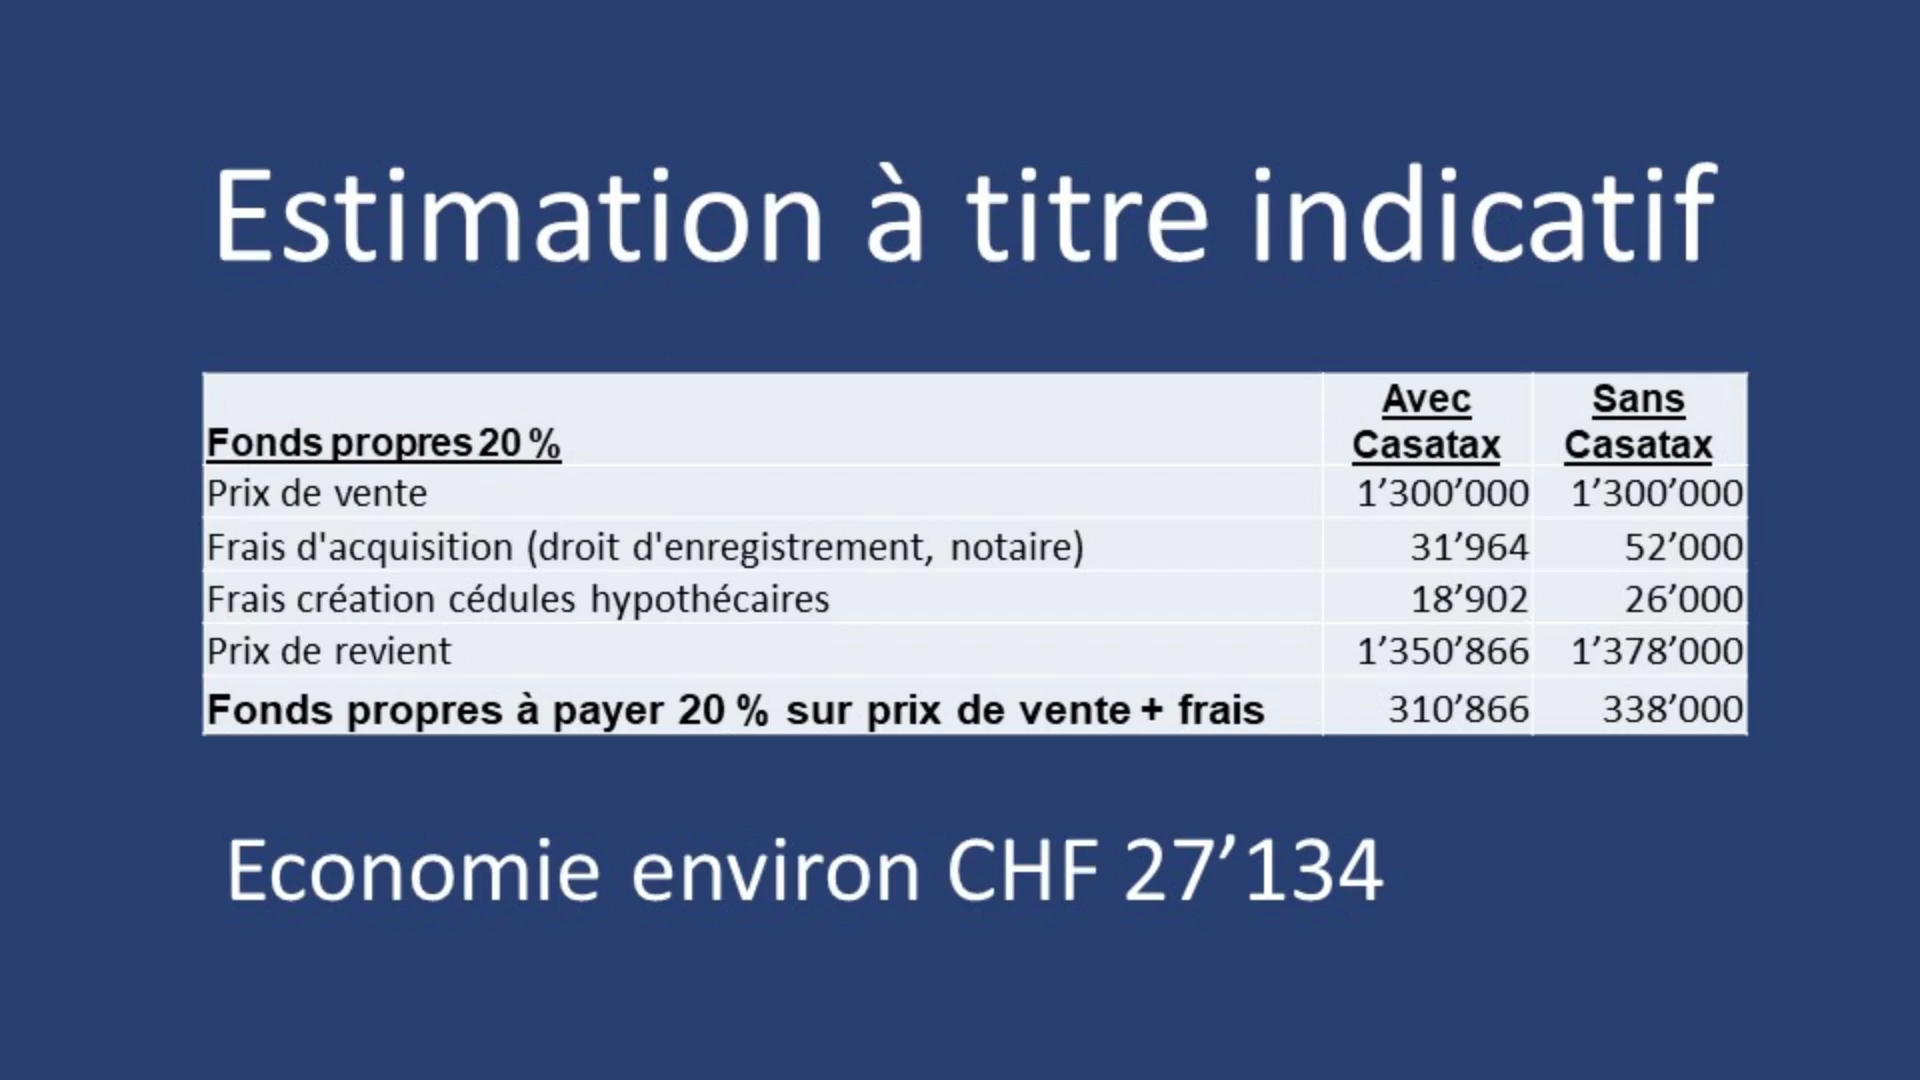 Estimation à titre indicatif
Fonds propres 20 % Avec Casatax Sans Casatax
Prix de vente 1’300’000 1’300’000
Frais d'acquisition (droit d'enregistrement, notaire) 31’964 52’000
Frais création cédules hypothécaires 18’902 26’000
Prix de revient 1’350’866 1’378’000
Fonds propres à payer 20 % sur prix de vente + frais 310’866 338’000
Economie environ CHF 27’134